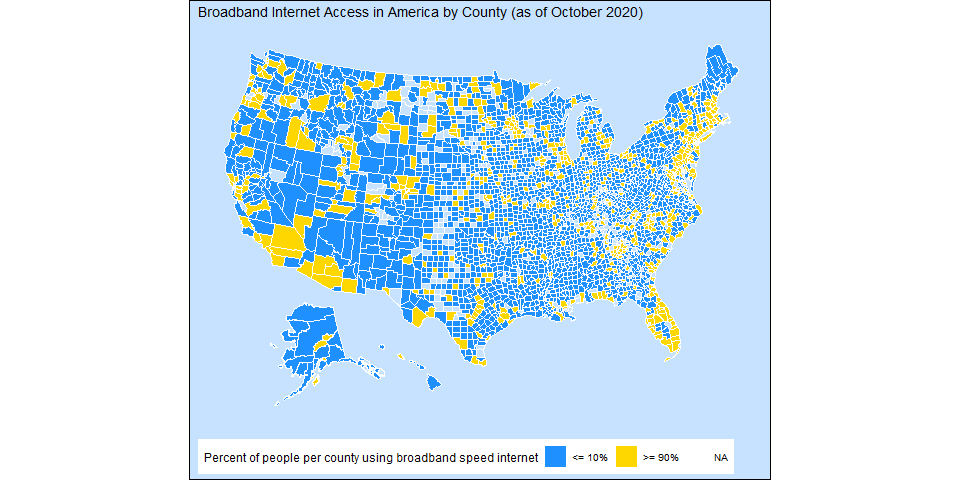 Broadband Internet Access in America by County (as of October 2020)
Percent of people per county using broadband speed internet <= 10% >= 90% NA